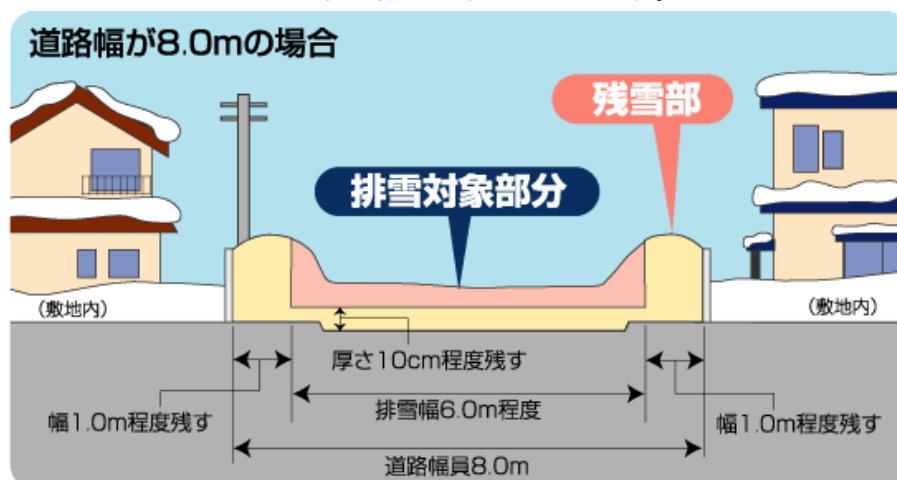 道路幅が8.0mの場合
残雪部
排雪対象部分
(敷地内)
(敷地内)
厚さ10cm程度残す
幅1.0m程度残す
排雪幅6.0m程度
幅1.0m程度残す
道路幅員8.0m